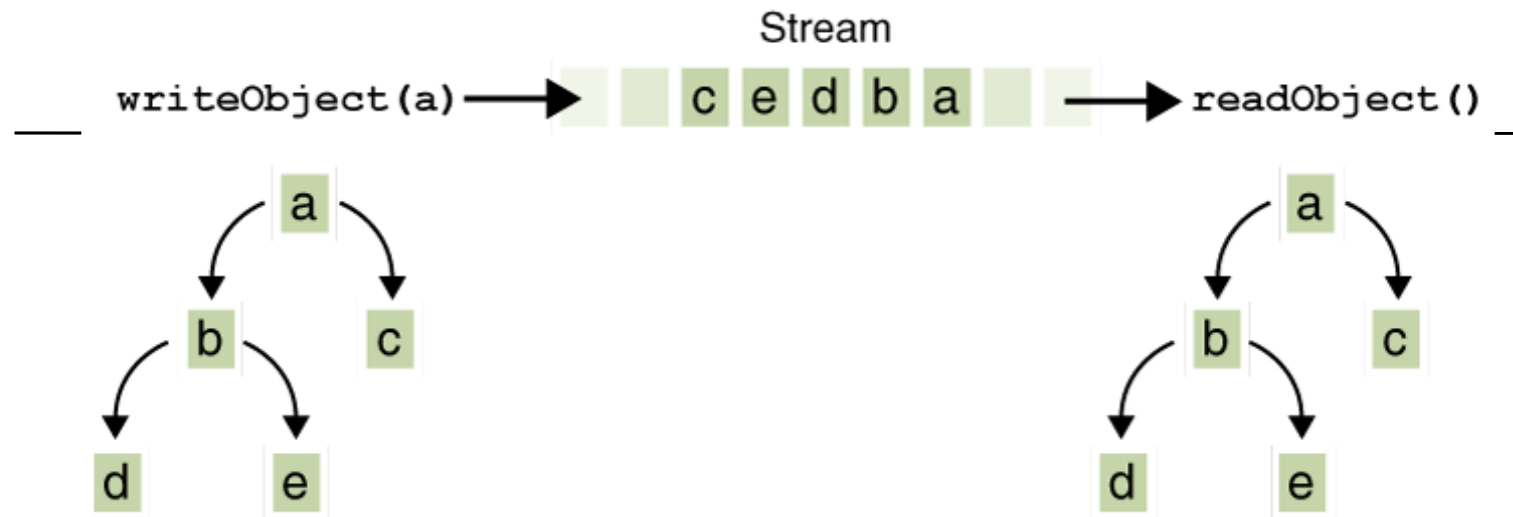 Stream
writeObject(a) c e d b a readObject()
a a
b c b c
d e d e